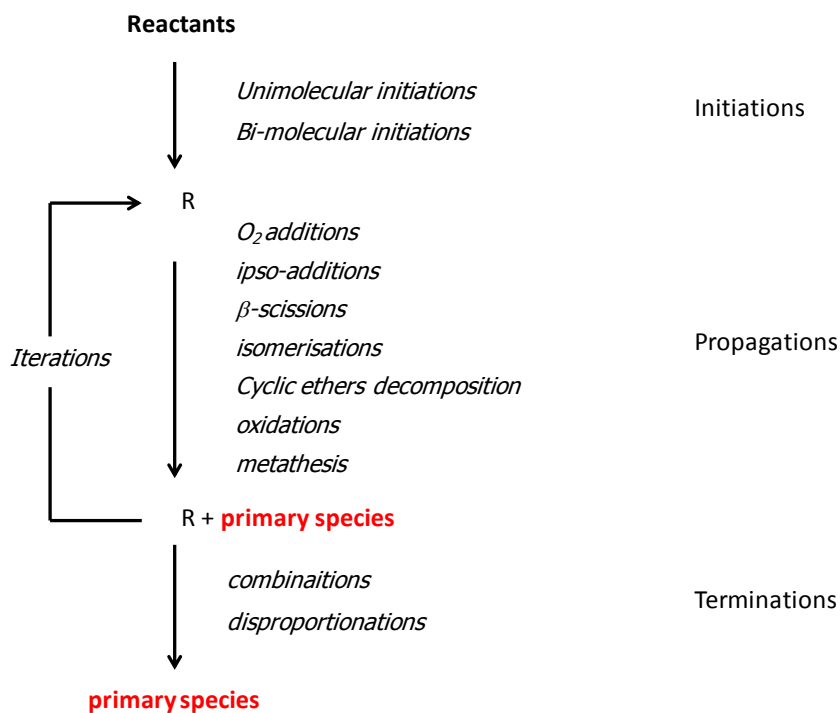 Reactants
Unimolecular initiations
Bi-molecular initiations
Initiations
R
O₂ additions
ipso-additions
β-scissions
isomerisations
Cyclic ethers decomposition
oxidations
metathesis
Iterations
Propagations
R + primary species
combinaitions
disproportionations
Terminations
primary species